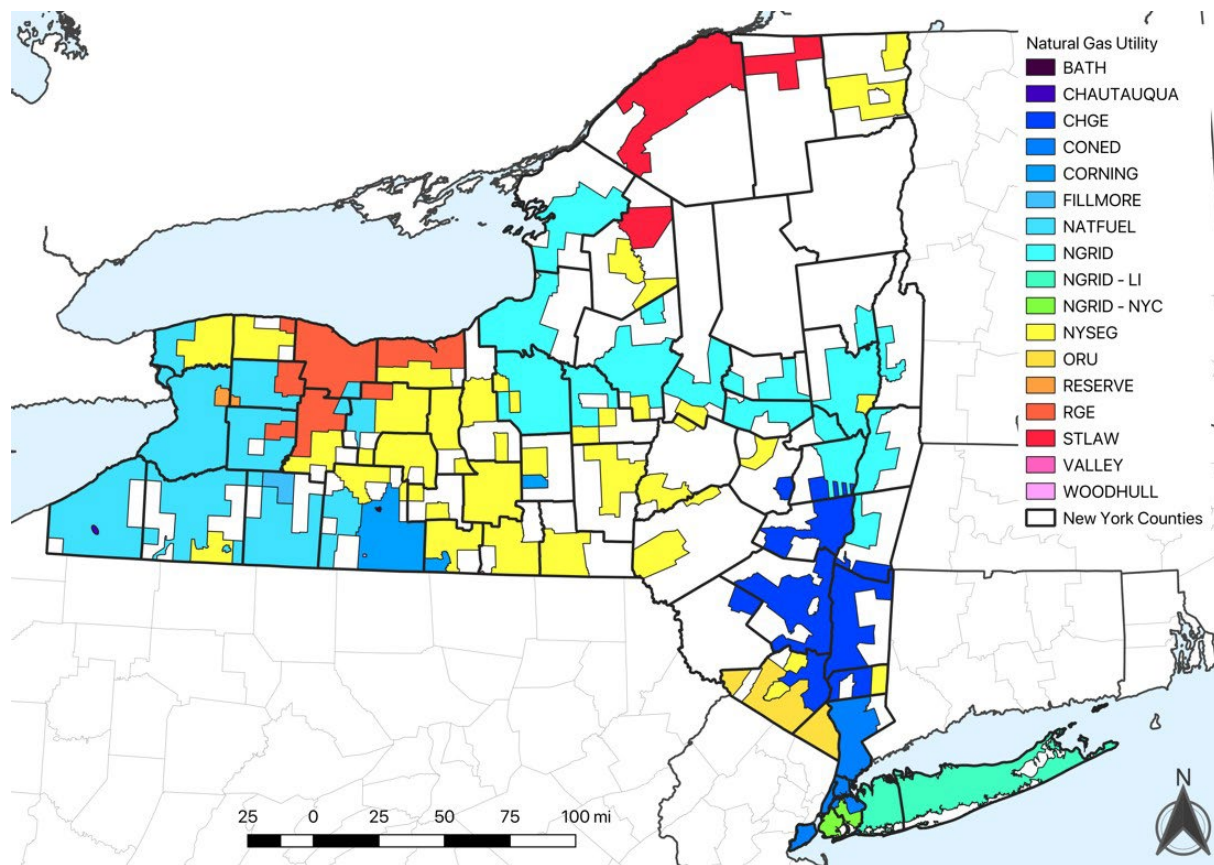 Natural Gas Utility
BATH
CHAUTAUQUA
CHGE
CONED
CORNING
FILLMORE
NATFUEL
NGRID
NGRID - LI
NGRID - NYC
NYSEG
ORU
RESERVE
RGE
STLAW
VALLEY
WOODHULL
New York Counties
25 0 25 50 75 100 mi
N